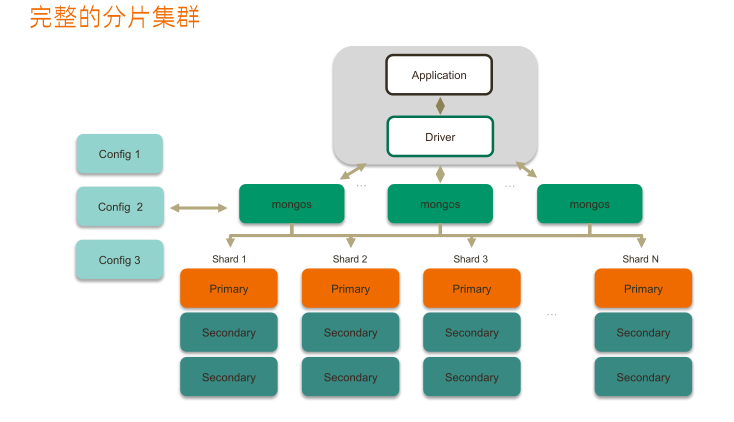 完整的分片集群
Application
Driver
Config 1
Config 2
Config 3
... ...
mongos mongos mongos
Shard 1 Shard 2 Shard 3 Shard N
Primary Primary Primary Primary
...
Secondary Secondary Secondary Secondary
Secondary Secondary Secondary Secondary